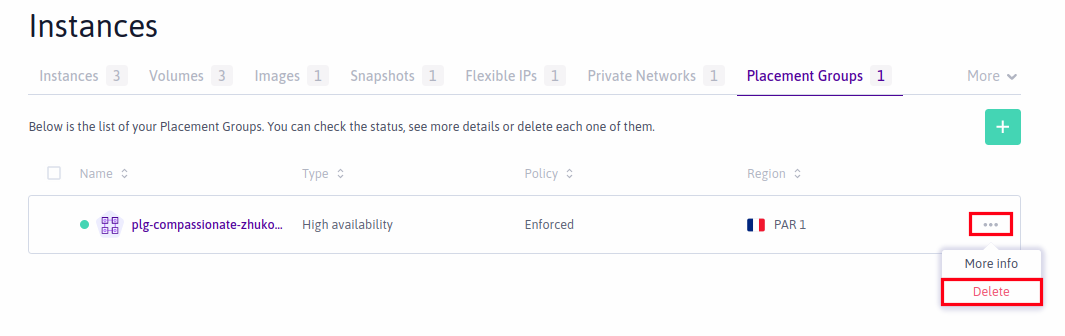 Instances
Instances 3 Volumes 3 Images 1 Snapshots 1 Flexible IPs 1 Private Networks 1 Placement Groups 1 More
Below is the list of your Placement Groups. You can check the status, see more details or delete each one of them.
Name Type Policy Region
plg-compassionate-zhuko... High availability Enforced PAR 1
More info
Delete